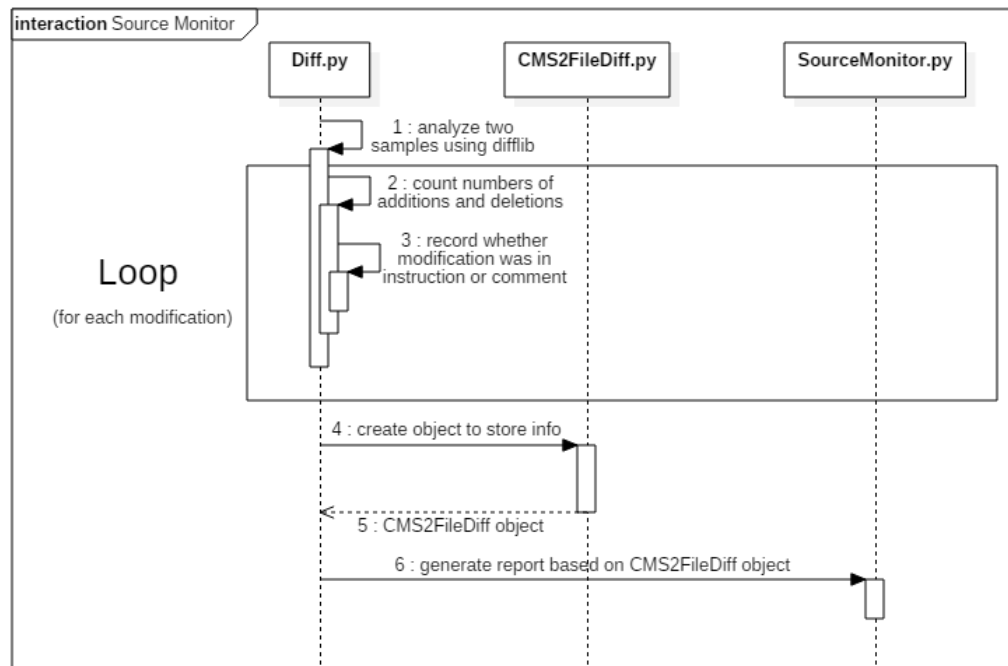 interaction Source Monitor
Diff.py
CMS2FileDiff.py
SourceMonitor.py
1 : analyze two
samples using difflib
2 : count numbers of
additions and deletions
3 : record whether
modification was in
instruction or comment
Loop
(for each modification)
4 : create object to store info
5 : CMS2FileDiff object
6 : generate report based on CMS2FileDiff object